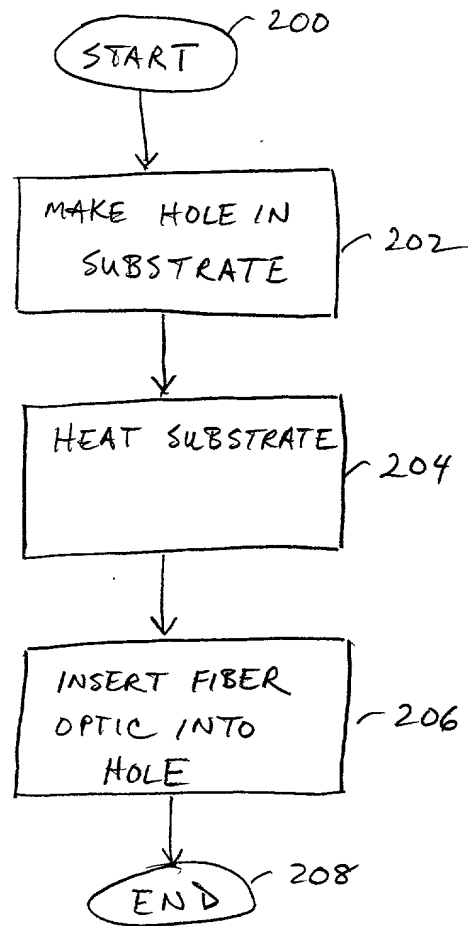 200
START
MAKE HOLE IN
SUBSTRATE
202
HEAT SUBSTRATE
204
INSERT FIBER
OPTIC INTO
HOLE
206
END
208